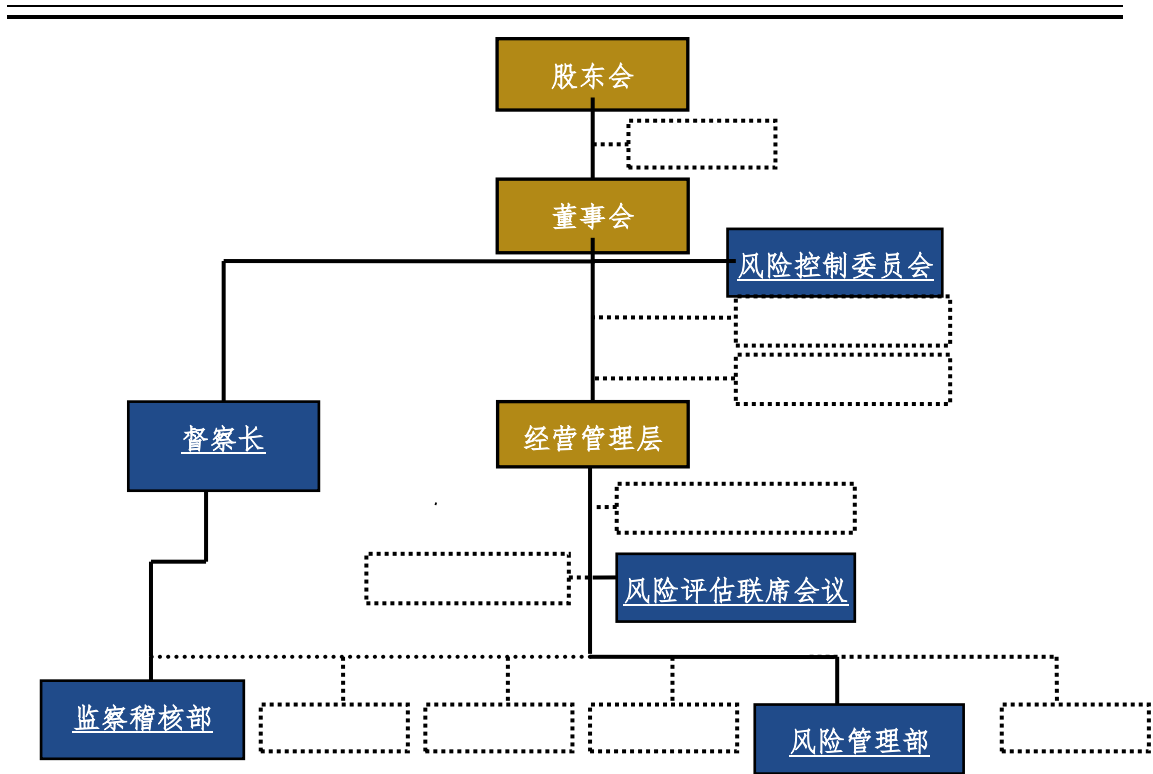 股东会
董事会
风险控制委员会
督察长
经营管理层
风险评估联席会议
监察稽核部
风险管理部